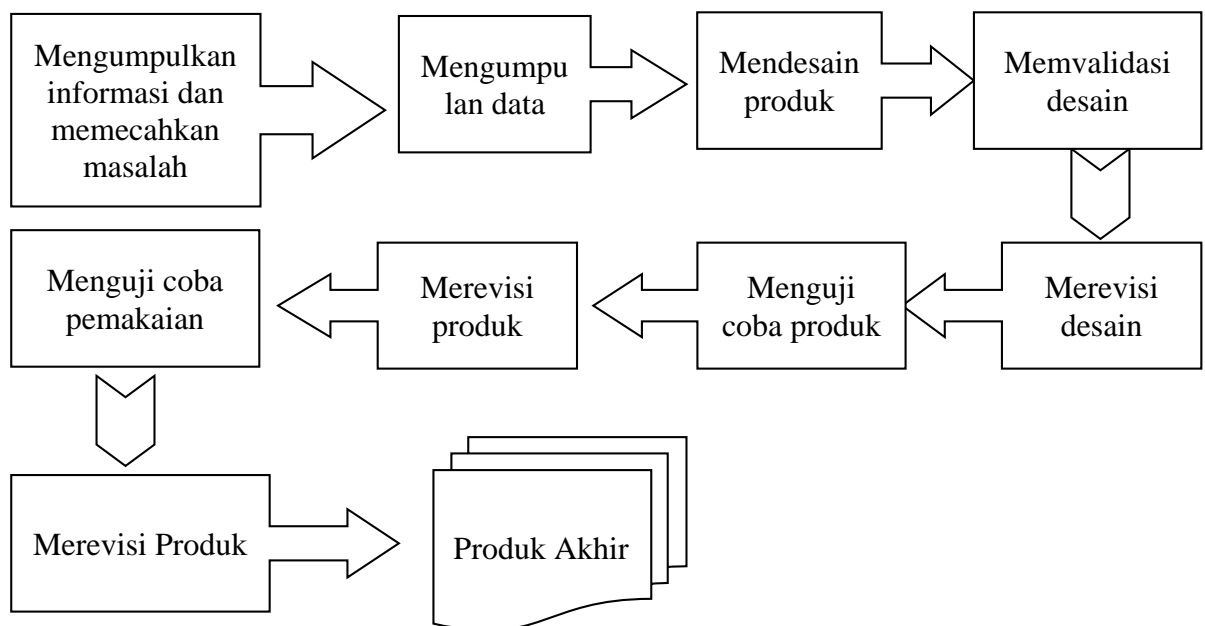 Mengumpulkan
informasi dan
memecahkan
masalah
Mengumpu
lan data
Mendesain
produk
Memvalidasi
desain
Merevisi
desain
Menguji
coba produk
Merevisi
produk
Menguji coba
pemakaian
Merevisi Produk
Produk Akhir